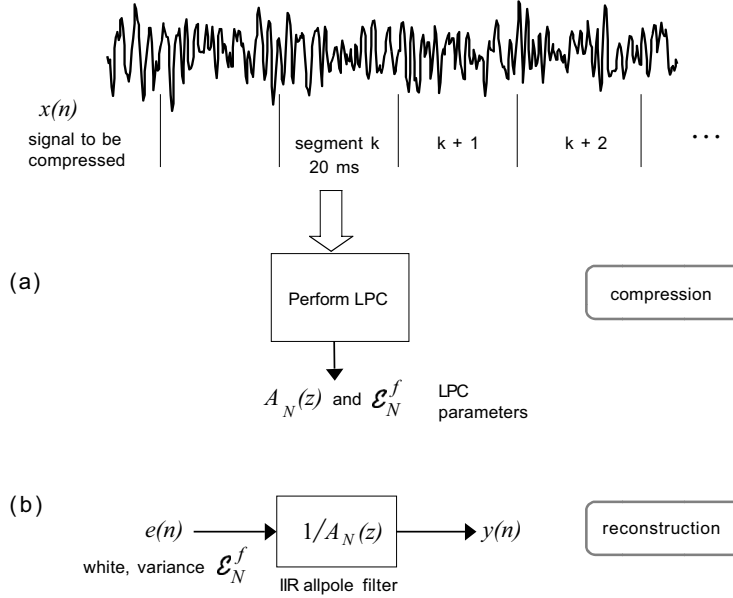 x(n)
signal to be
compressed
segment k
20 ms
k + 1
k + 2
...
(a)
Perform LPC
compression
A_N(z) and ℰ_N^f LPC
parameters
(b)
e(n)
1/A_N(z)
y(n)
reconstruction
white, variance ℰ_N^f
IIR allpole filter